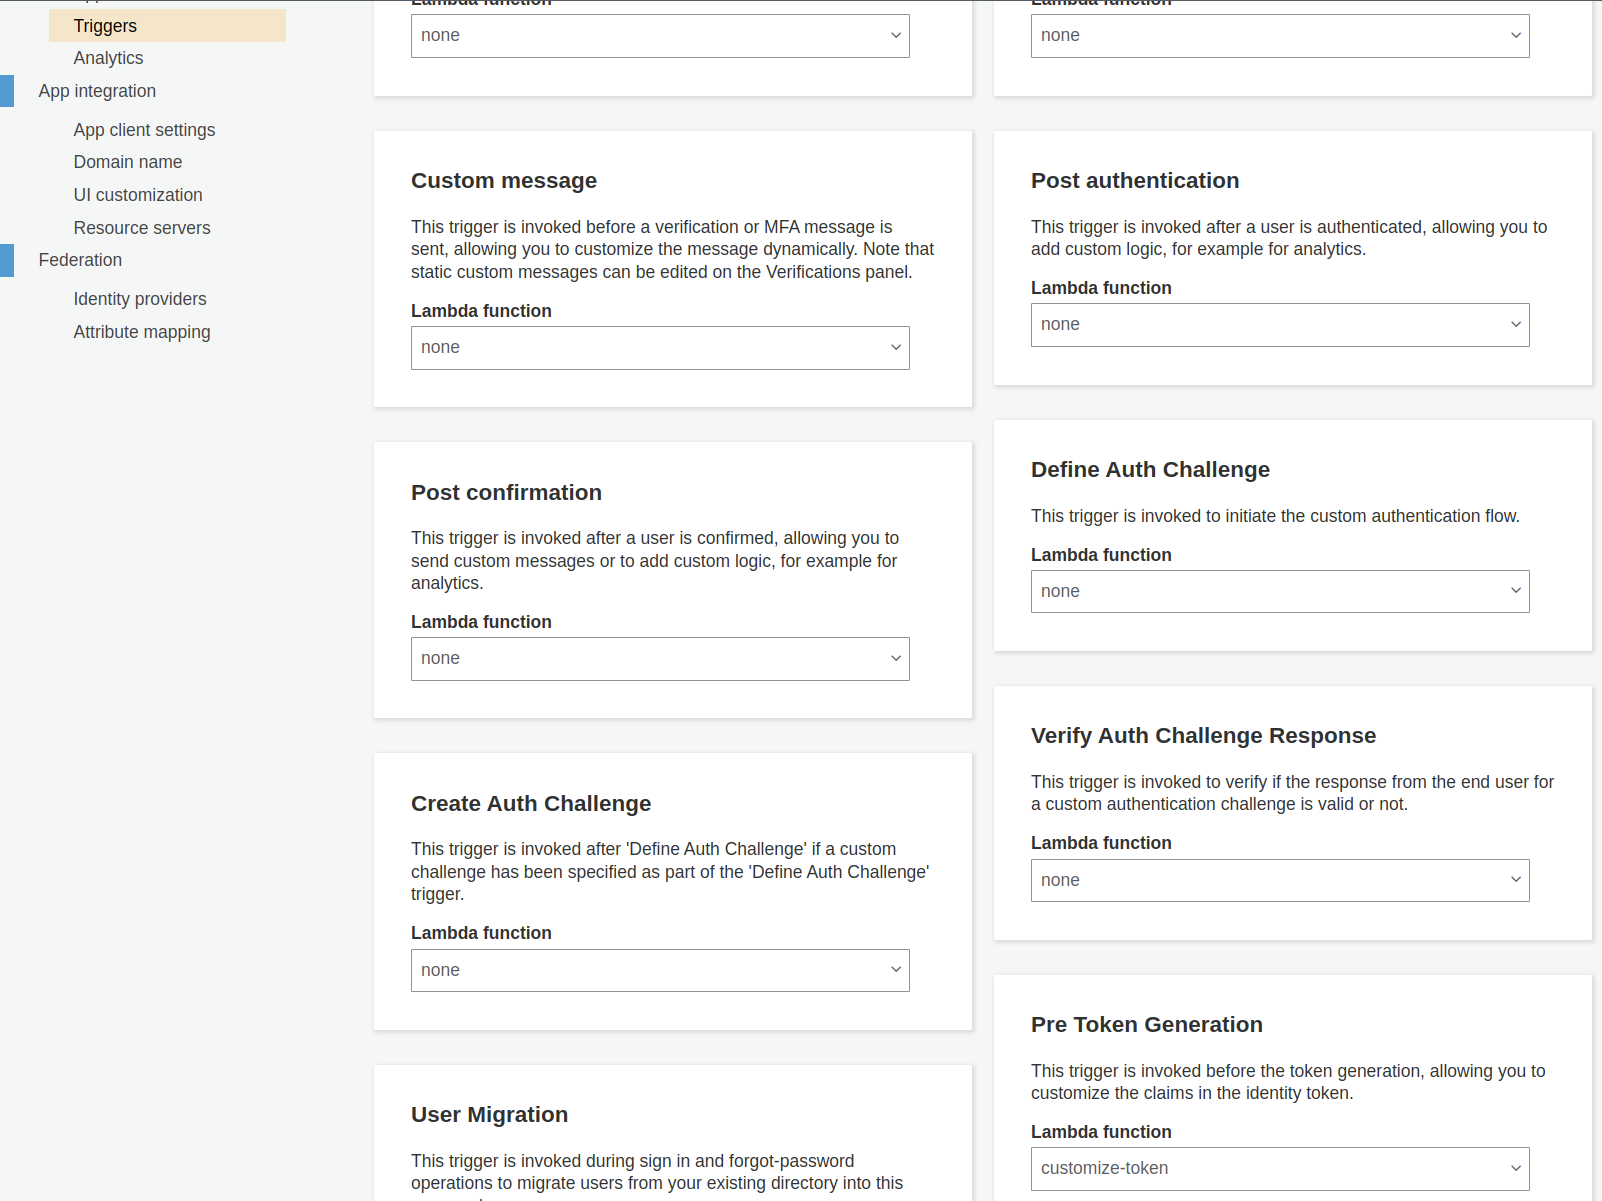 Triggers
Analytics
App integration
App client settings
Domain name
UI customization
Resource servers
Federation
Identity providers
Attribute mapping
Lambda function
none
Custom message
This trigger is invoked before a verification or MFA message is
sent, allowing you to customize the message dynamically. Note that
static custom messages can be edited on the Verifications panel.
Lambda function
none
Post confirmation
This trigger is invoked after a user is confirmed, allowing you to
send custom messages or to add custom logic, for example for
analytics.
Lambda function
none
Create Auth Challenge
This trigger is invoked after 'Define Auth Challenge' if a custom
challenge has been specified as part of the 'Define Auth Challenge'
trigger.
Lambda function
none
User Migration
This trigger is invoked during sign in and forgot-password
operations to migrate users from your existing directory into this
Lambda function
none
Post authentication
This trigger is invoked after a user is authenticated, allowing you to
add custom logic, for example for analytics.
Lambda function
none
Define Auth Challenge
This trigger is invoked to initiate the custom authentication flow.
Lambda function
none
Verify Auth Challenge Response
This trigger is invoked to verify if the response from the end user for
a custom authentication challenge is valid or not.
Lambda function
none
Pre Token Generation
This trigger is invoked before the token generation, allowing you to
customize the claims in the identity token.
Lambda function
customize-token